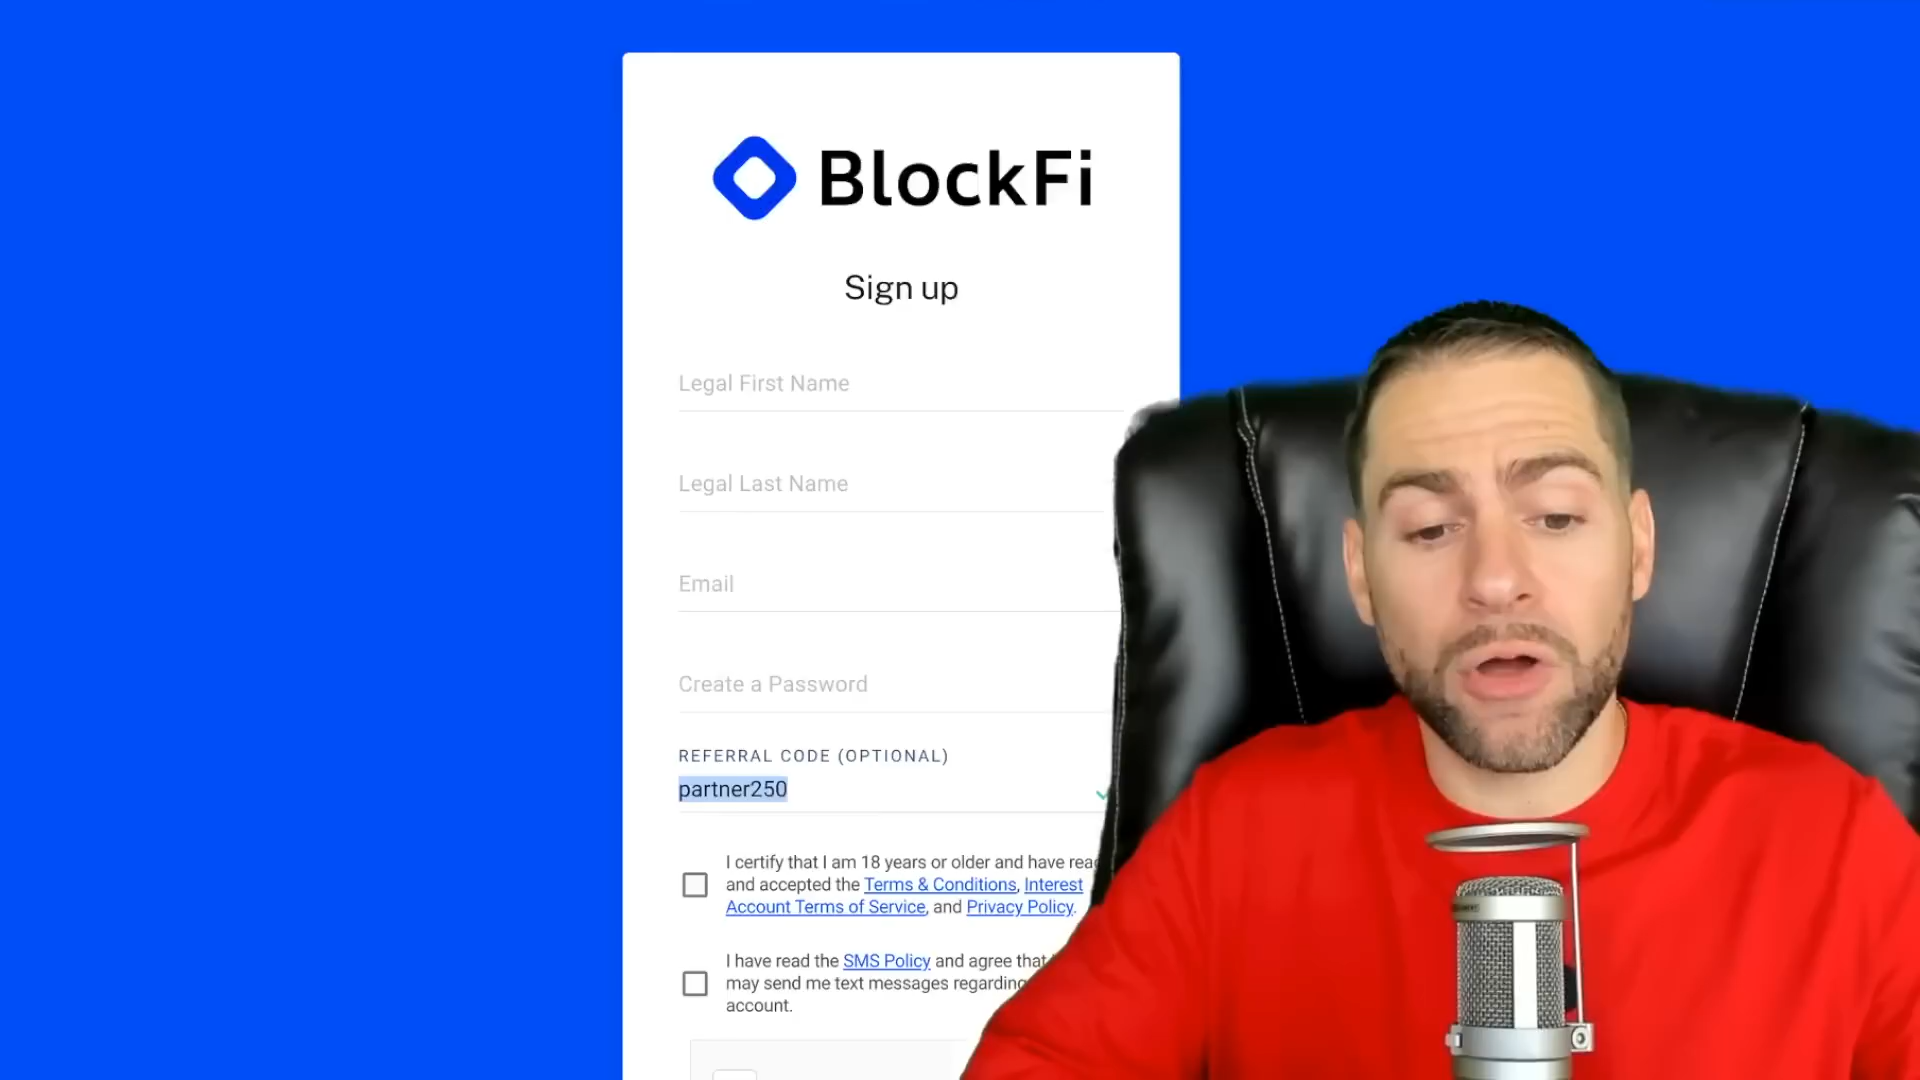 BlockFi
Sign up
Legal First Name
Legal Last Name
Email
Create a Password
REFERRAL CODE (OPTIONAL)
partner250
I certify that I am 18 years or older and have read
and accepted the Terms & Conditions, Interest
Account Terms of Service, and Privacy Policy.
I have read the SMS Policy and agree that
may send me text messages regarding
account.